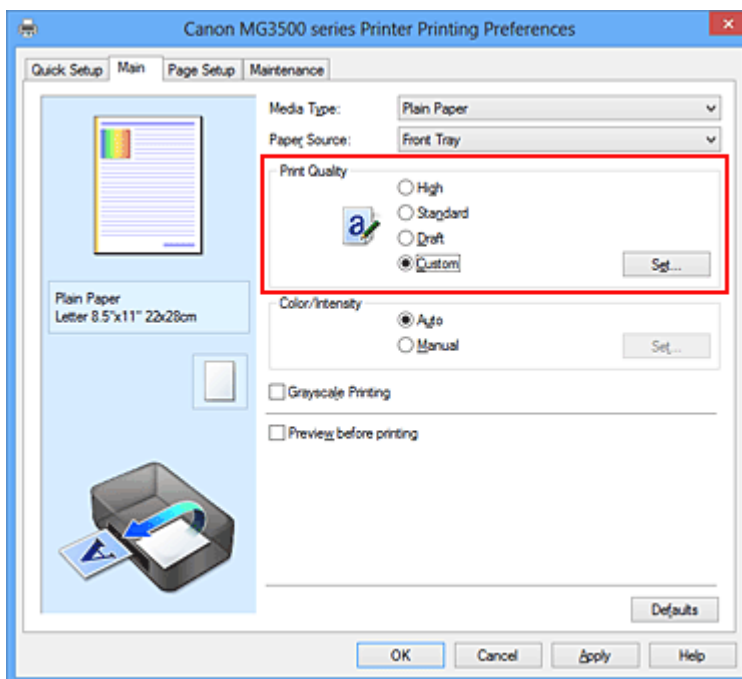 Canon MG3500 series Printer Printing Preferences
Quick Setup Main Page Setup Maintenance
Media Type: Plain Paper
Paper Source: Front Tray
Print Quality
High
Standard
Draft
Custom Set...
Plain Paper
Letter 8.5"x11" 22x28cm
Color/Intensity
Auto
Manual Set...
Grayscale Printing
Preview before printing
Defaults
OK Cancel Apply Help